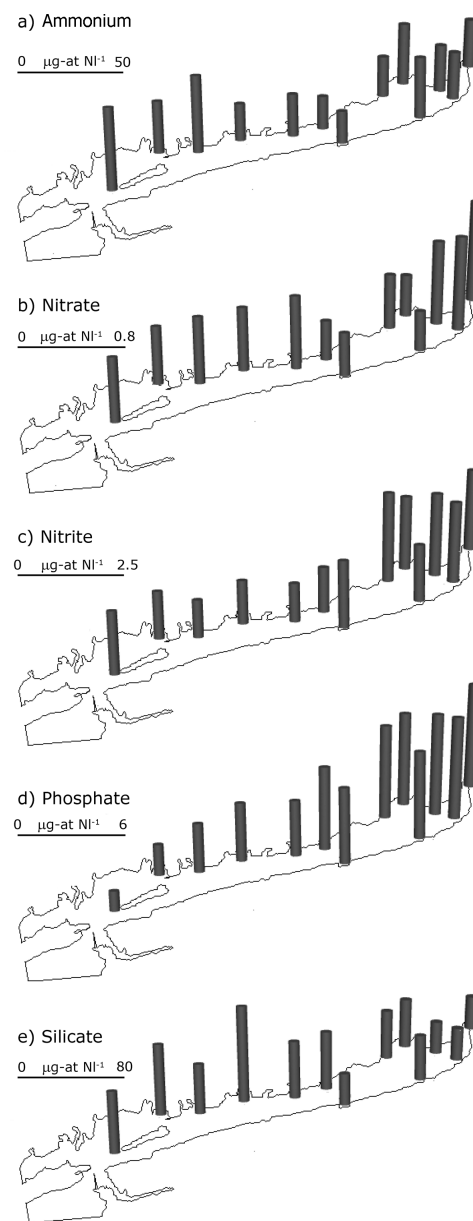 a) Ammonium
0 μg-at Nl⁻¹ 50
b) Nitrate
0 μg-at Nl⁻¹ 0.8
c) Nitrite
0 μg-at Nl⁻¹ 2.5
d) Phosphate
0 μg-at Nl⁻¹ 6
e) Silicate
0 μg-at Nl⁻¹ 80